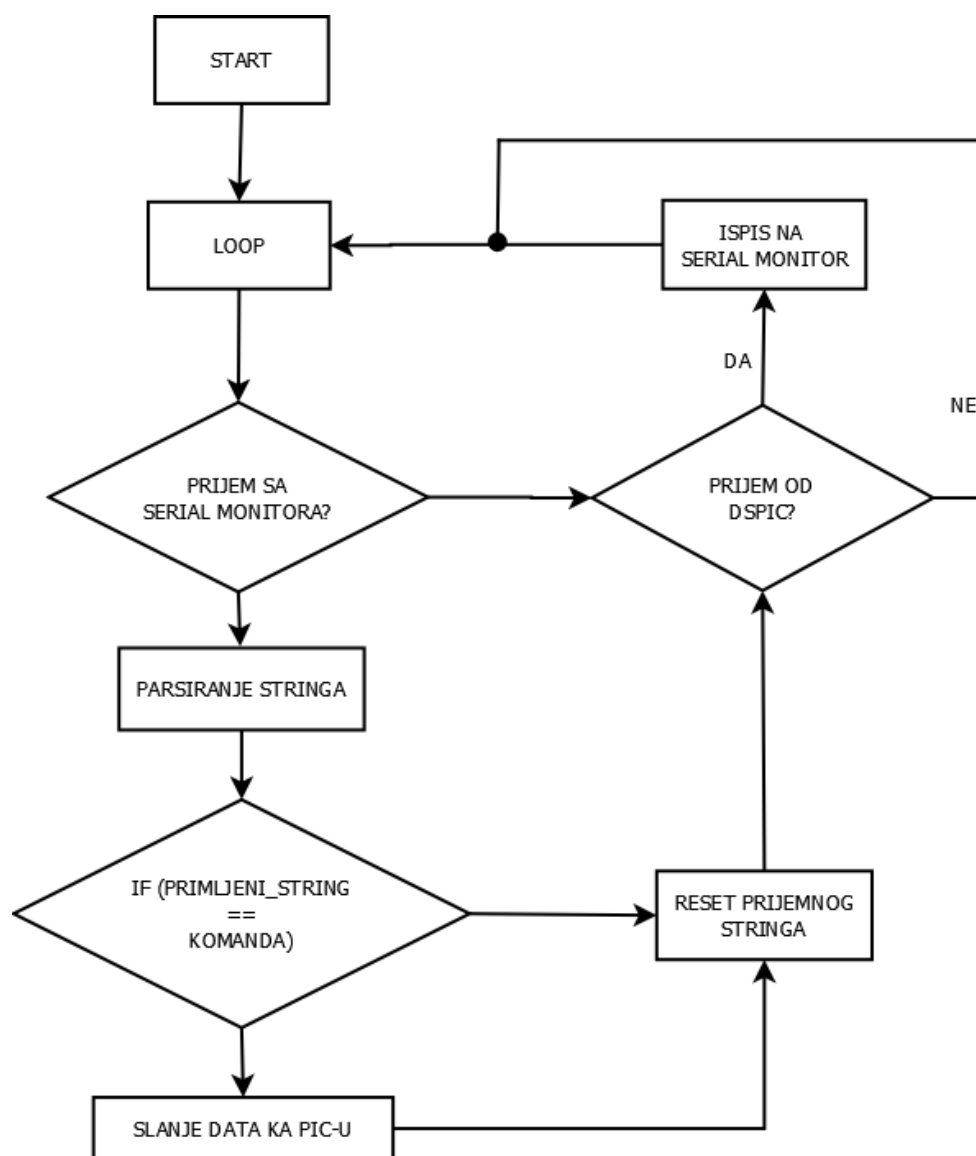 START
LOOP
ISPIS NA
SERIAL MONITOR
DA
NE
PRIJEM SA
SERIAL MONITORA?
PRIJEM OD
DSPIC?
PARSIRANJE STRINGA
IF (PRIMLJENI_STRING
==
KOMANDA)
RESET PRIJEMNOG
STRINGA
SLANJE DATA KA PIC-U